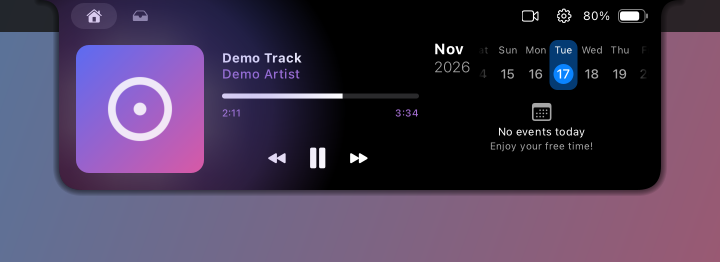 80%
Demo Track
Demo Artist
2:11
3:34
Nov
2026
Sun Mon Tue Wed Thu
15 16 17 18 19
No events today
Enjoy your free time!